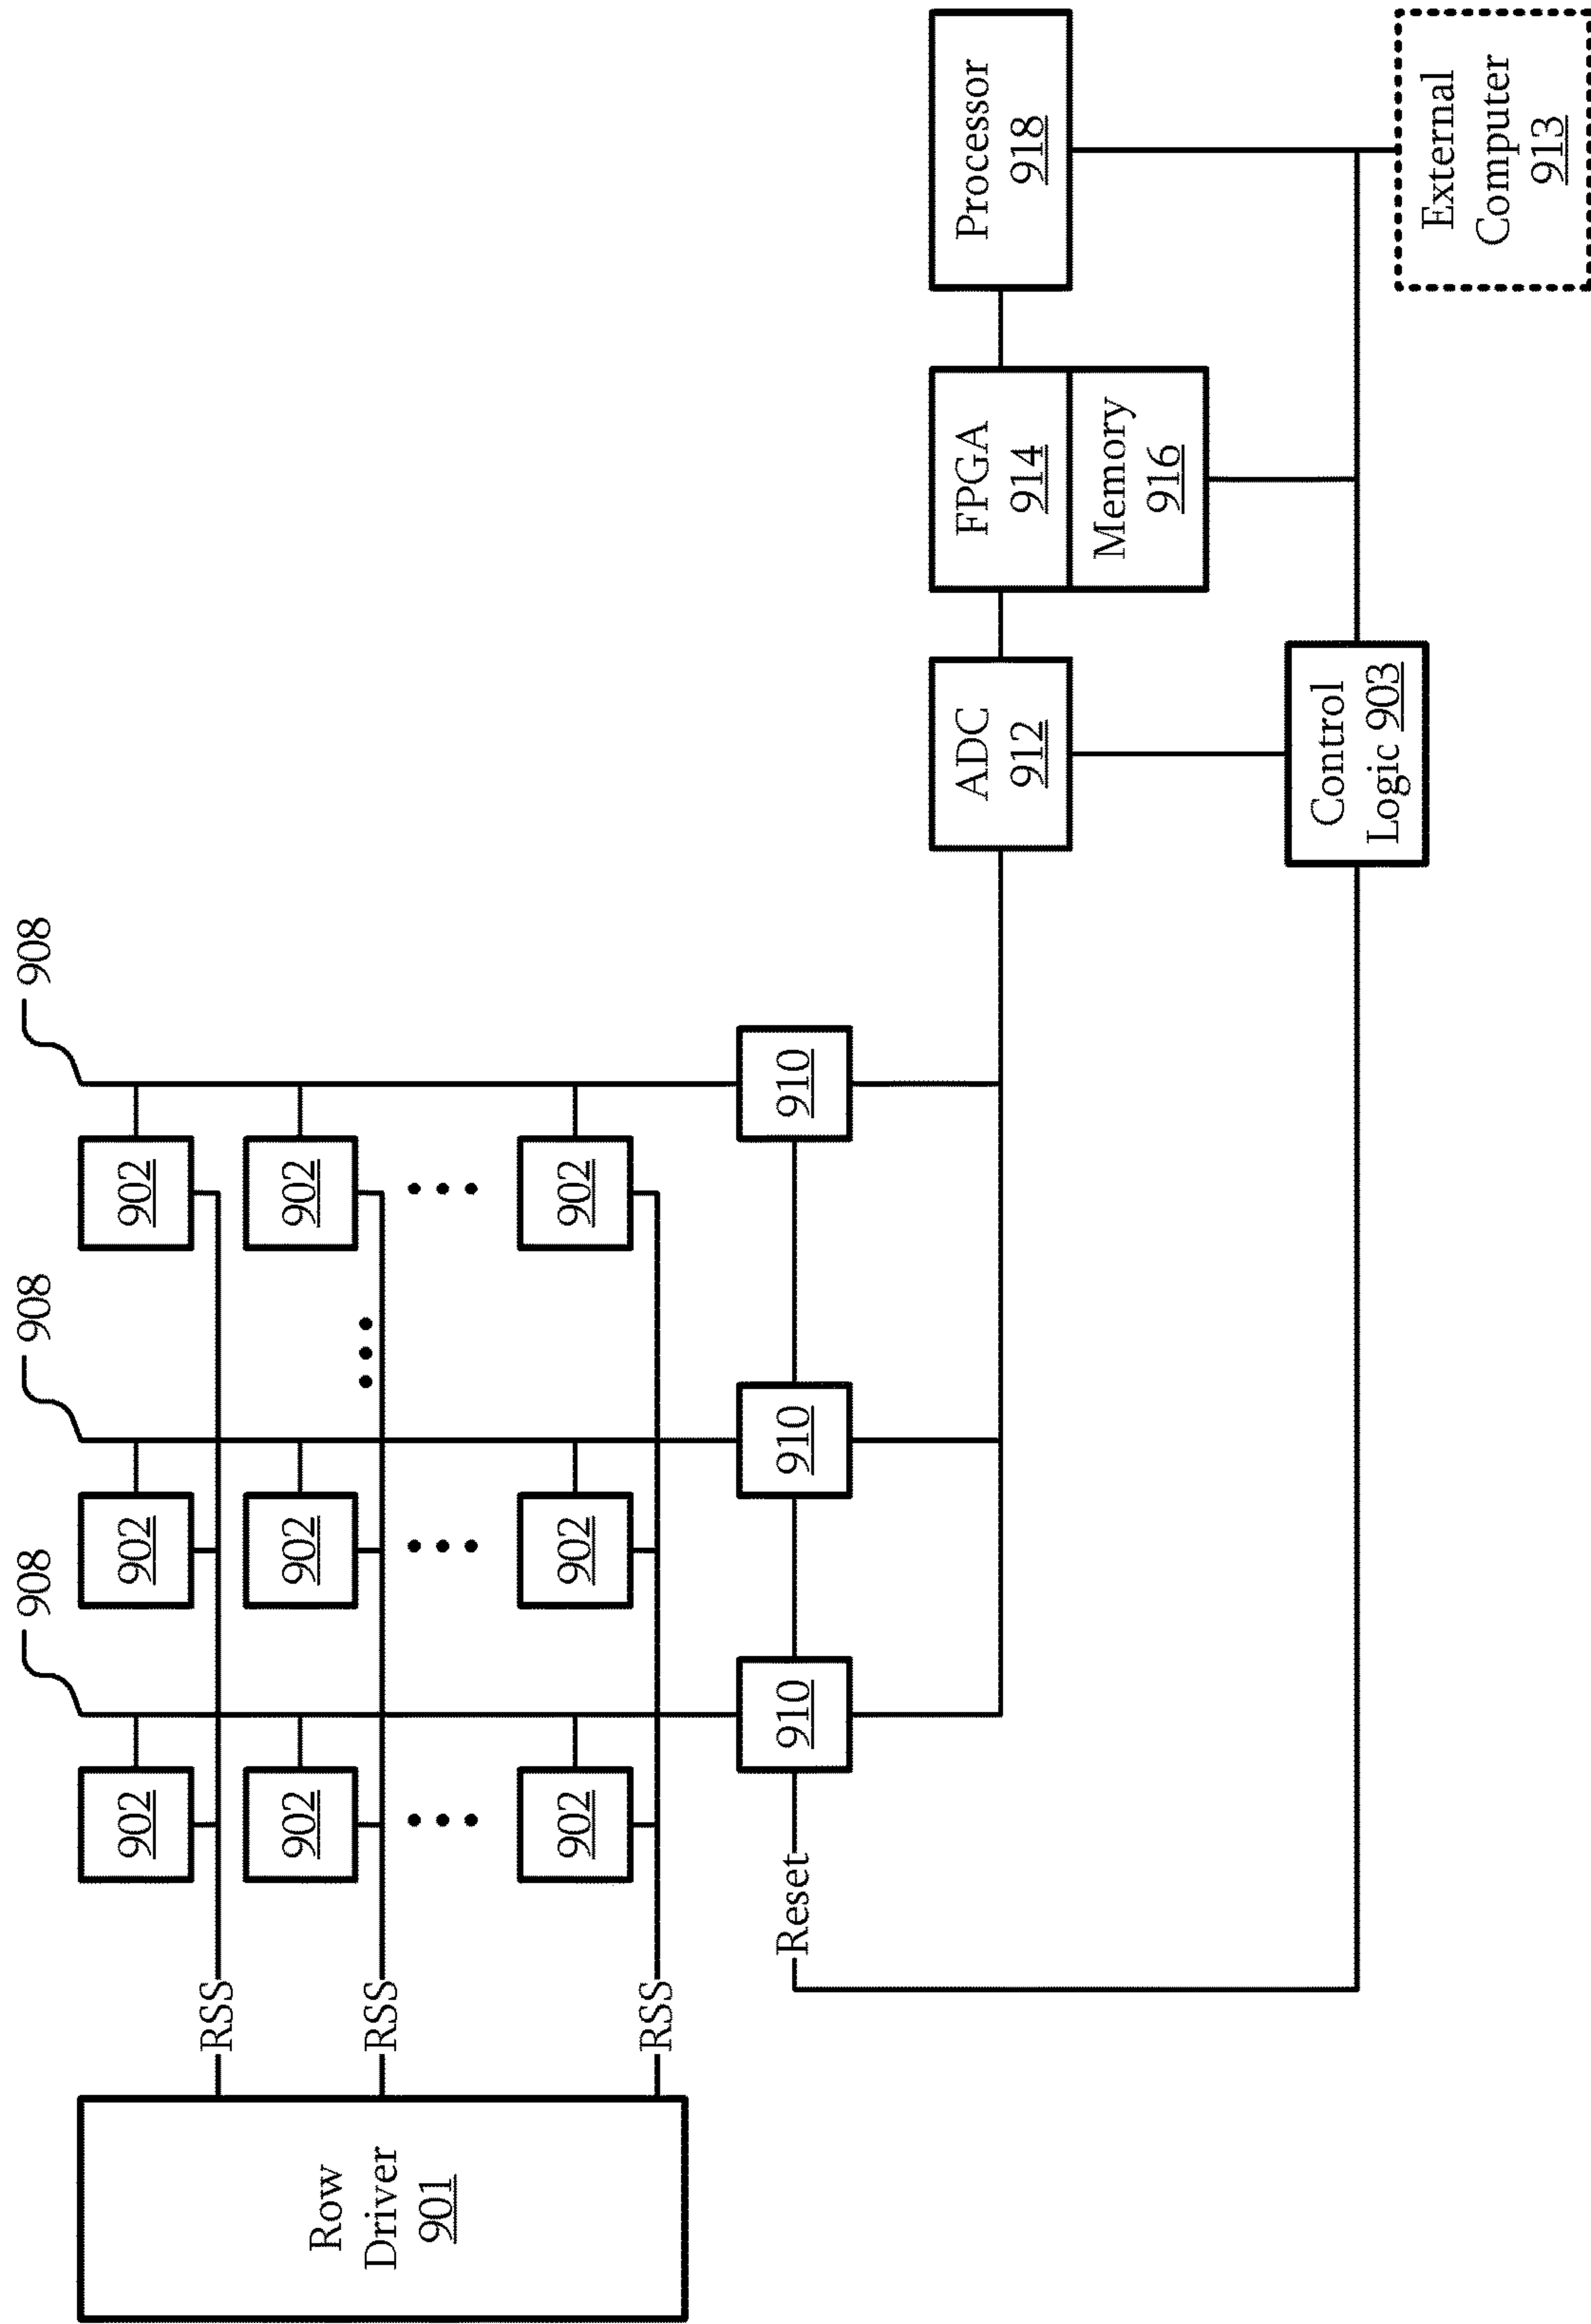 908
908
908
902
902
902
RSS
902
902
902
Row
Driver
901
RSS
902
902
902
RSS
Reset
910
910
910
ADC
912
FPGA
914
Processor
918
Memory
916
Control
Logic 903
External
Computer
913